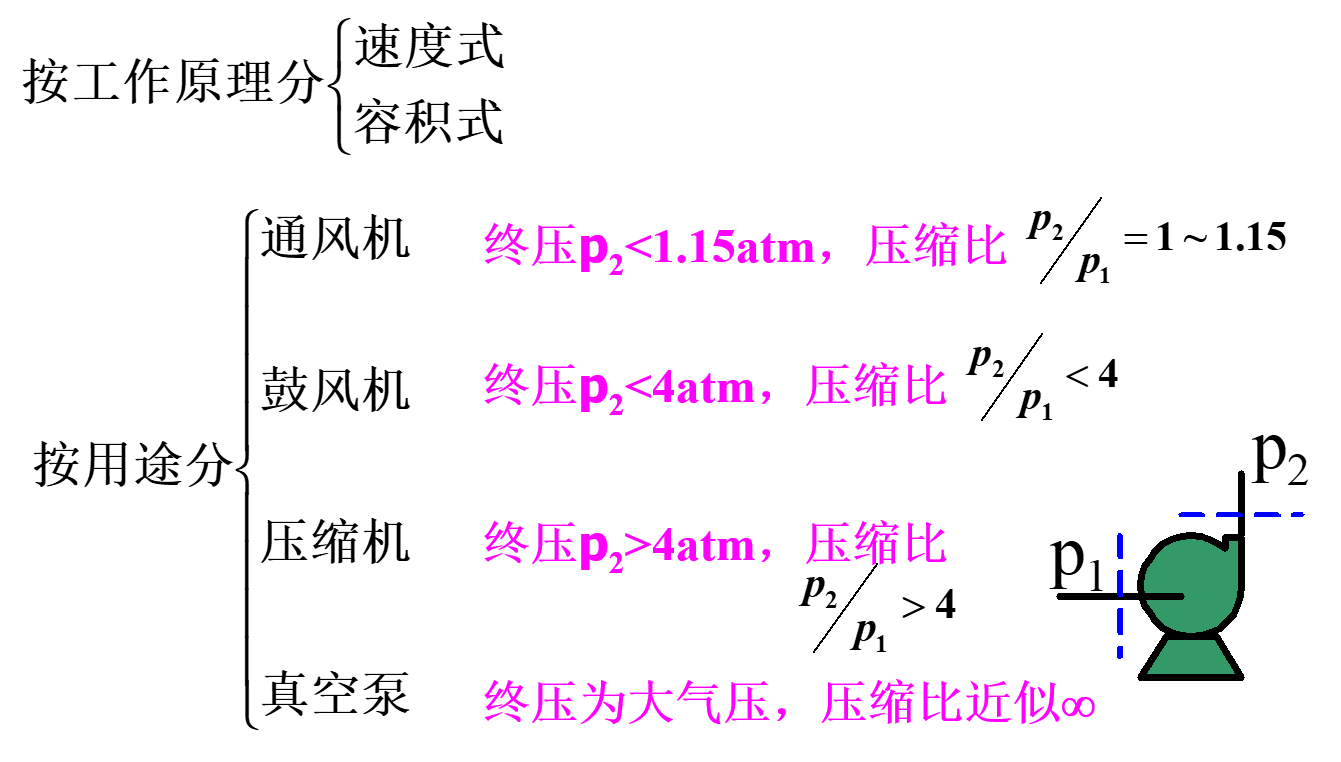 按工作原理分
速度式
容积式
按用途分
通风机 终压p₂<1.15atm，压缩比 p₂/p₁ = 1 ~ 1.15
鼓风机 终压p₂<4atm，压缩比 p₂/p₁ < 4
压缩机 终压p₂>4atm，压缩比
p₂/p₁ > 4
真空泵 终压为大气压，压缩比近似∞
p₂
p₁